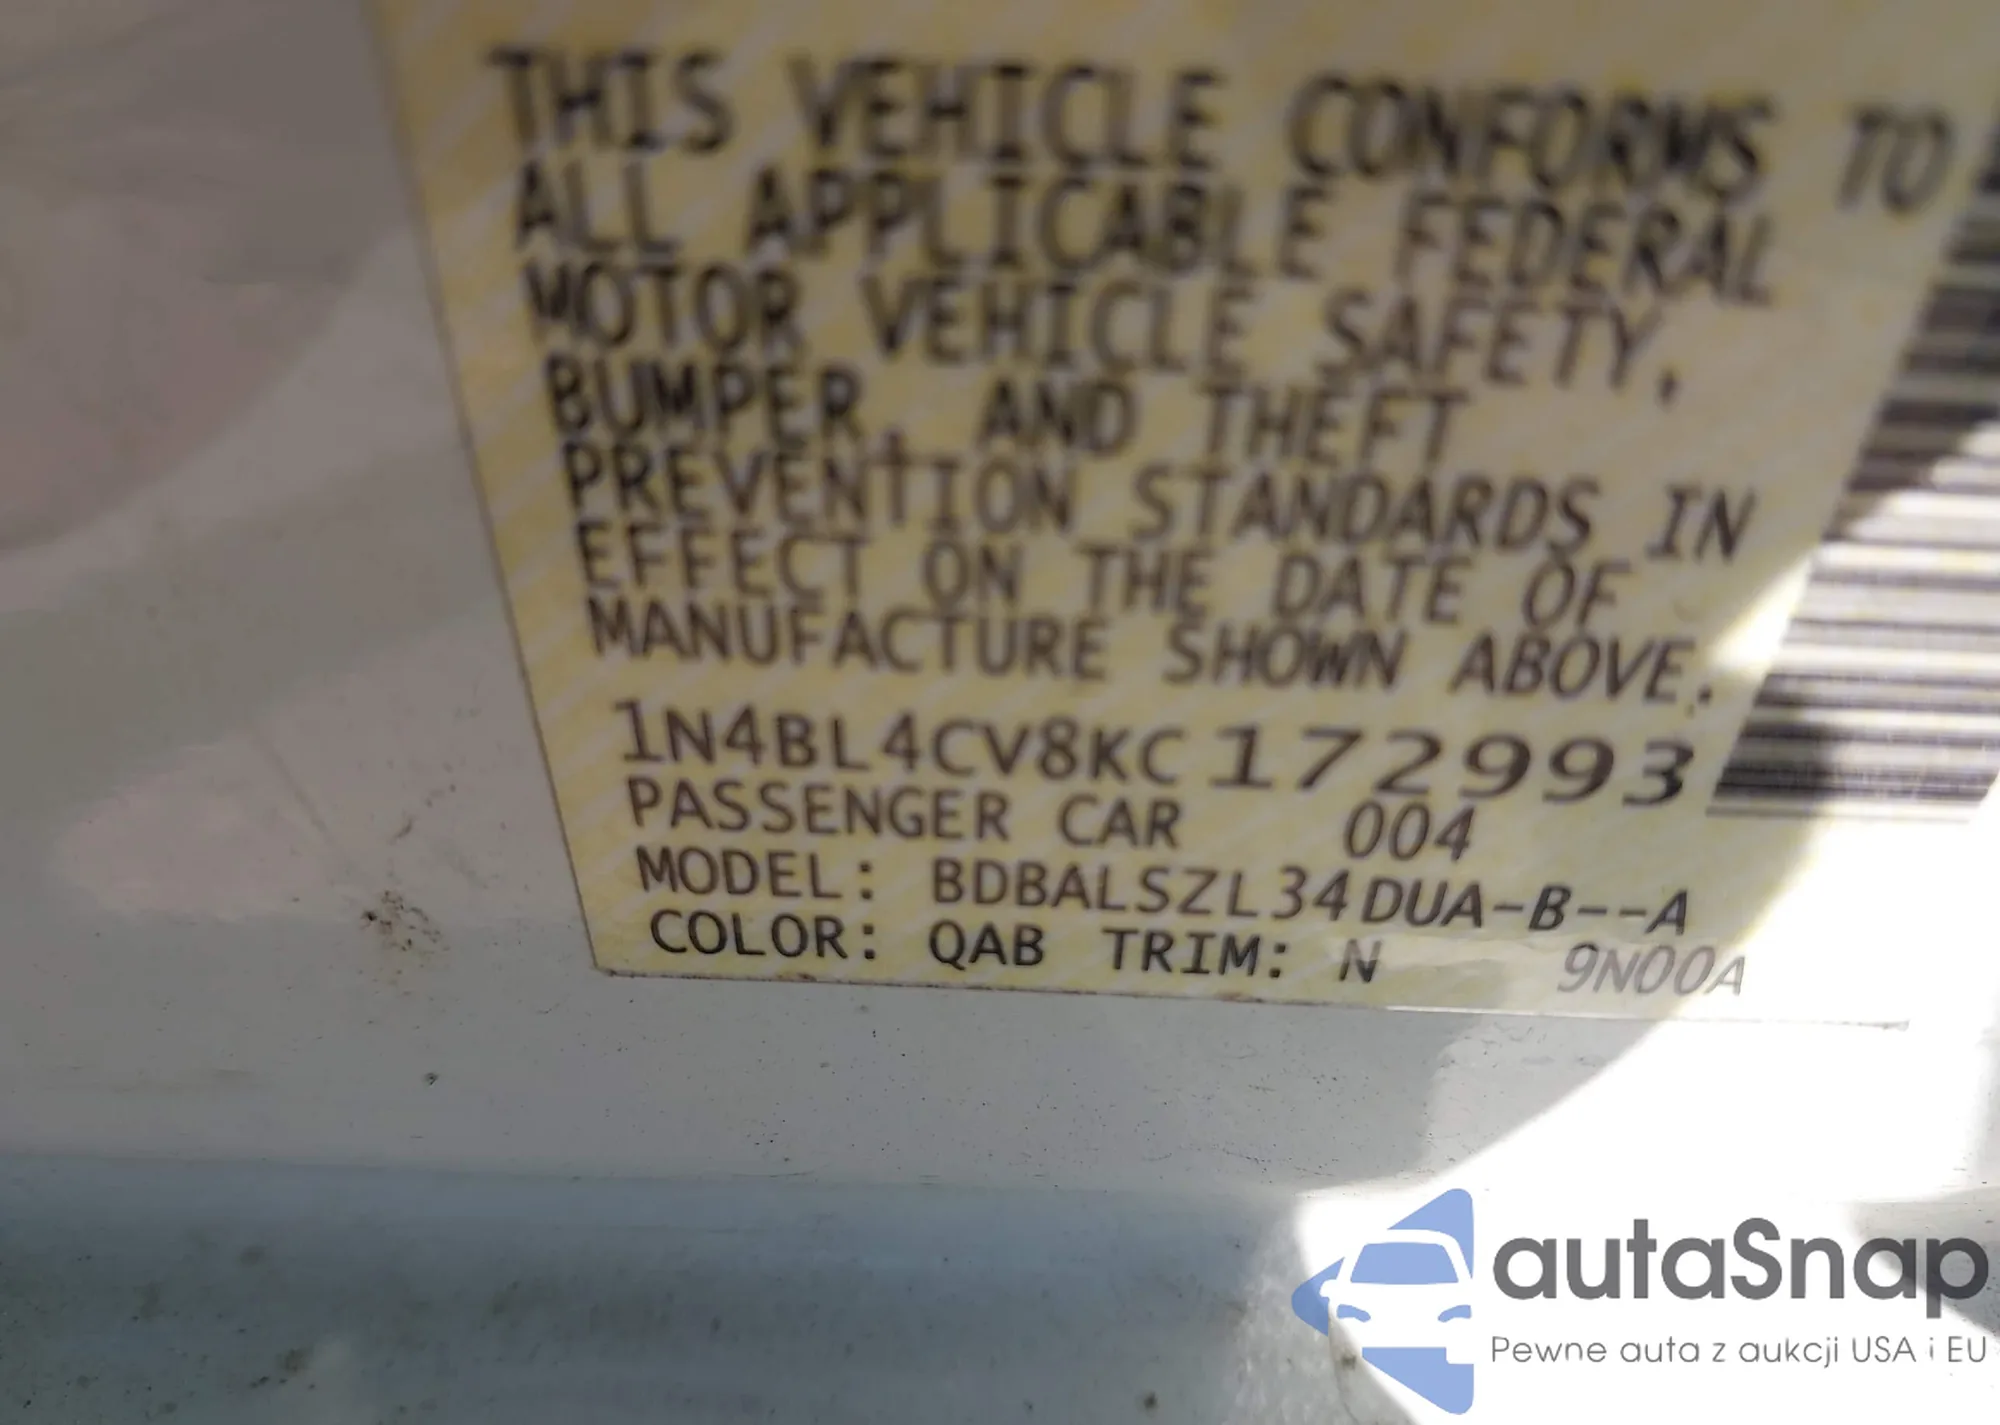 THIS VEHICLE CONFORMS TO
ALL APPLICABLE FEDERAL
MOTOR VEHICLE SAFETY,
BUMPER, AND THEFT
PREVENTION STANDARDS IN
EFFECT ON THE DATE OF
MANUFACTURE SHOWN ABOVE.
1N4BL4CV8KC172993
PASSENGER CAR 004
MODEL: BDBALSZL34DUA-B--A
COLOR: QAB TRIM: N 9N00A
autaSnap
Pewne auta z aukcji USA i EU